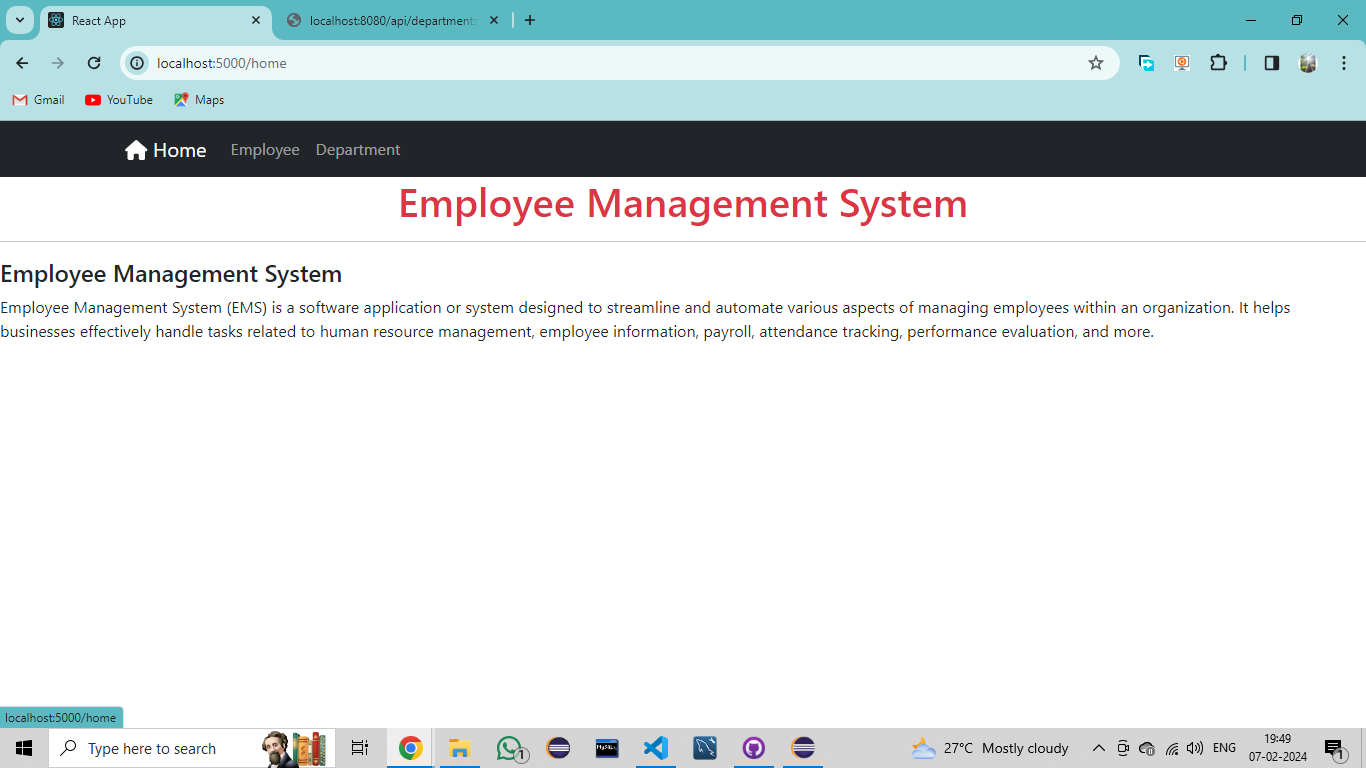 React App
localhost:8080/api/departments
localhost:5000/home
Gmail YouTube Maps
Home Employee Department
Employee Management System
Employee Management System
Employee Management System (EMS) is a software application or system designed to streamline and automate various aspects of managing employees within an organization. It helps
businesses effectively handle tasks related to human resource management, employee information, payroll, attendance tracking, performance evaluation, and more.
localhost:5000/home
Type here to search
MySQL
1
27°C Mostly cloudy
ENG
19:49
07-02-2024
1